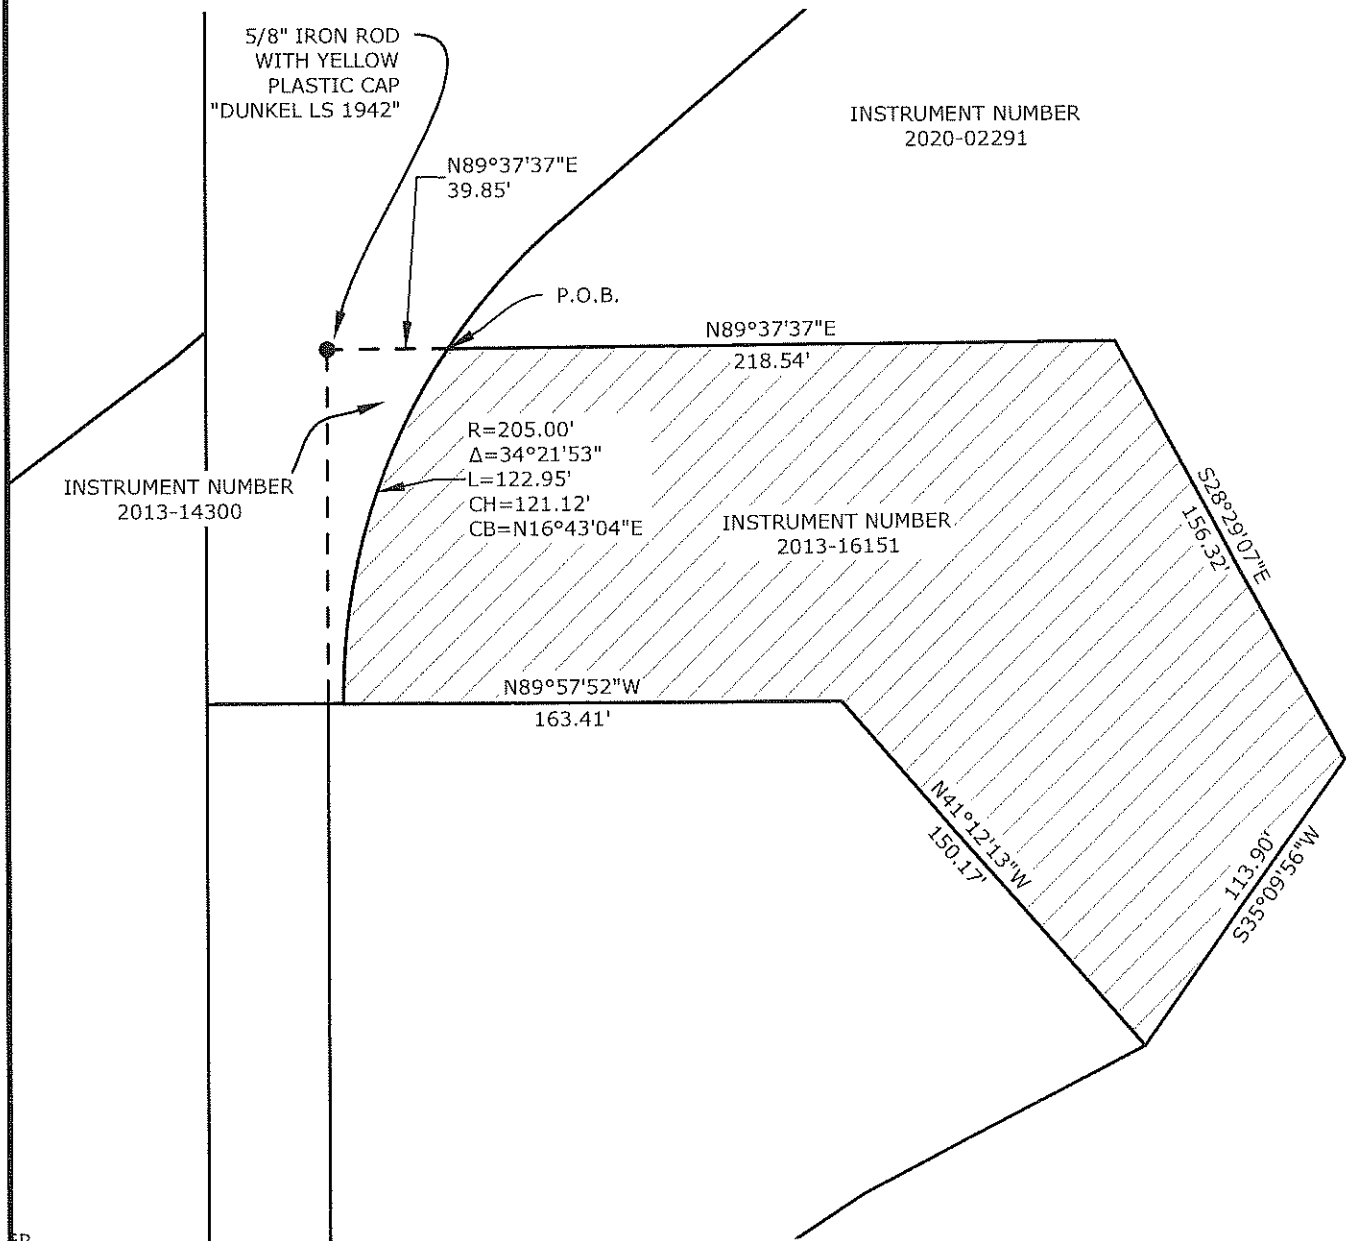 5/8" IRON ROD
WITH YELLOW
PLASTIC CAP
"DUNKEL LS 1942"
INSTRUMENT NUMBER
2020-02291
N89°37'37"E
39.85'
P.O.B.
N89°37'37"E
218.54'
R=205.00'
Δ=34°21'53"
L=122.95'
CH=121.12'
CB=N16°43'04"E
INSTRUMENT NUMBER
2013-14300
INSTRUMENT NUMBER
2013-16151
S28°29'07"E
156.32'
N89°57'52"W
163.41'
N41°12'13"W
150.17'
113.90'
S35°09'56"W